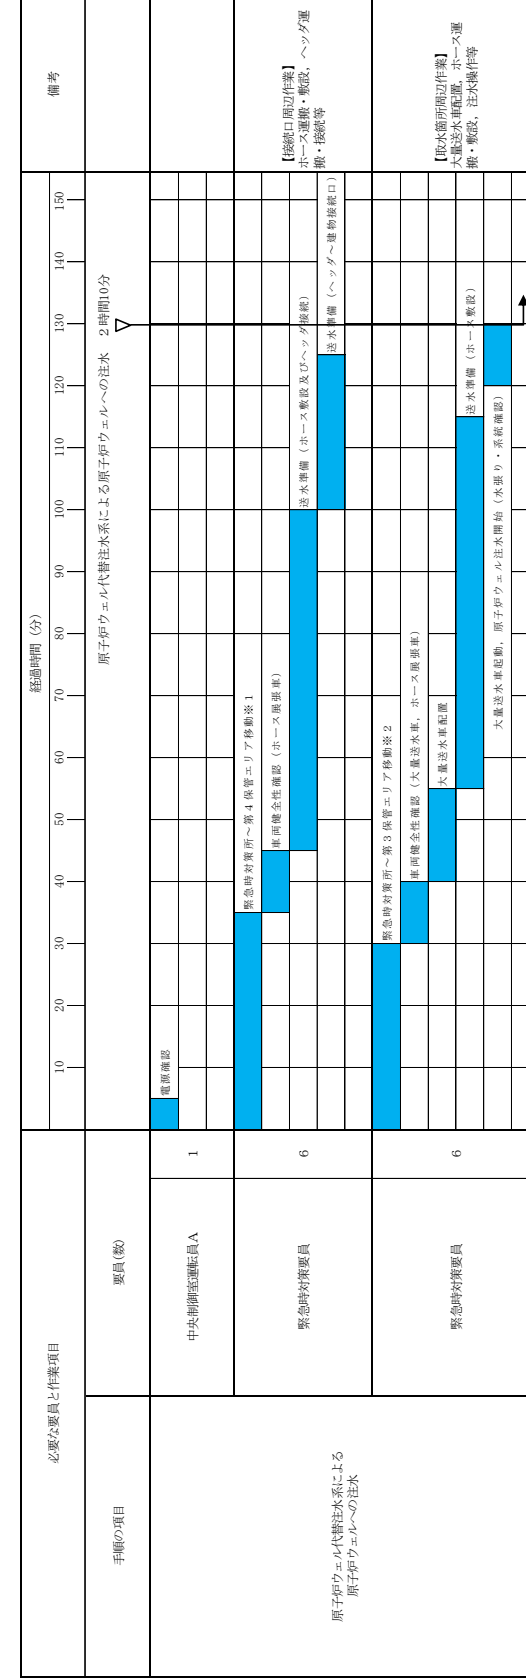 必要な要員と作業項目
経過時間（分）
備考
手順の項目
要員(数)
10 20 30 40 50 60 70 80 90 100 110 120 130 140 150
原子炉ウェル代替注水系による原子炉ウェルへの注水 2時間10分
原子炉ウェル代替注水系による
原子炉ウェルへの注水
中央制御室運転員A
1
電源確認
緊急時対策要員
6
緊急時対策所～第4保管エリア移動※1
車両健全性確認（ホース展張車）
送水準備（ホース敷設及びヘッダ接続）
送水準備（ヘッダ～建物接続口）
【接続口周辺作業】
ホース運搬・敷設，ヘッダ運
搬・接続等
緊急時対策要員
6
緊急時対策所～第3保管エリア移動※2
車両健全性確認（大量送水車，ホース展張車）
大量送水車配置
送水準備（ホース敷設）
大量送水車起動，原子炉ウェル注水開始（水張り・系統確認）
【取水箇所周辺作業】
大量送水車配置，ホース運
搬・敷設，注水操作等